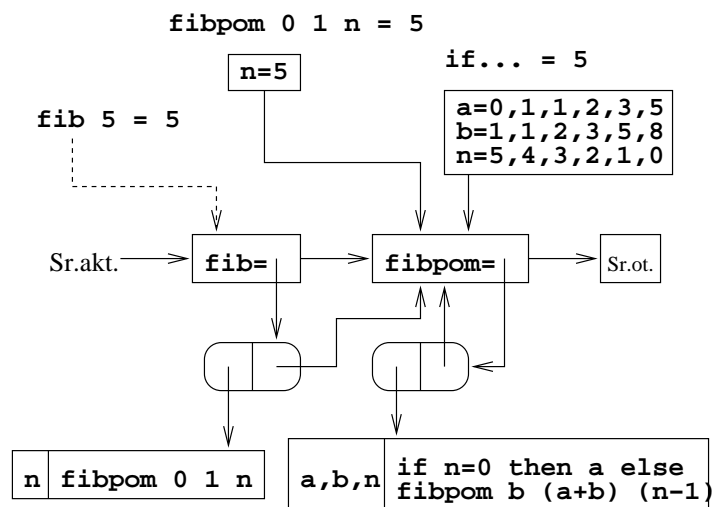 fibpom 0 1 n = 5
n=5
if... = 5
a=0,1,1,2,3,5
b=1,1,2,3,5,8
n=5,4,3,2,1,0
fib 5 = 5
Sr.akt.
fib=
fibpom=
Sr.ot.
n
fibpom 0 1 n
a,b,n
if n=0 then a else
fibpom b (a+b) (n-1)